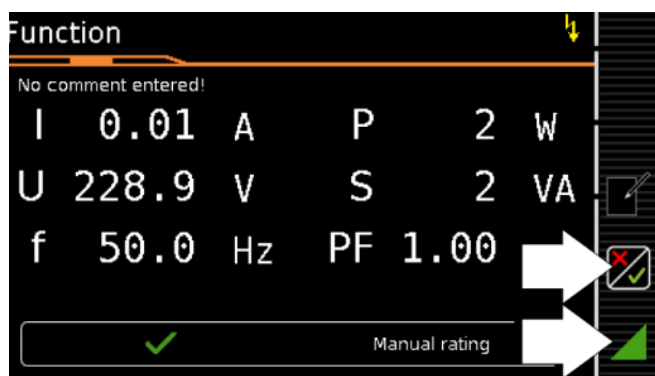 Function
No comment entered!
I 0.01 A P 2 W
U 228.9 V S 2 VA
f 50.0 Hz PF 1.00
Manual rating